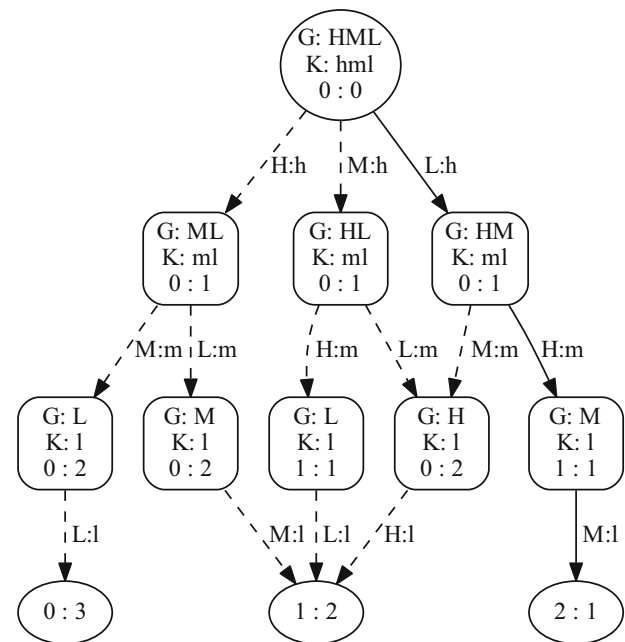 G: HML
K: hml
0 : 0
H:h
M:h
L:h
G: ML
K: ml
0 : 1
G: HL
K: ml
0 : 1
G: HM
K: ml
0 : 1
M:m
L:m
H:m
L:m
M:m
H:m
G: L
K: l
0 : 2
G: M
K: l
0 : 2
G: L
K: l
1 : 1
G: H
K: l
0 : 2
G: M
K: l
1 : 1
L:l
M:l
L:l
H:l
M:l
0 : 3
1 : 2
2 : 1